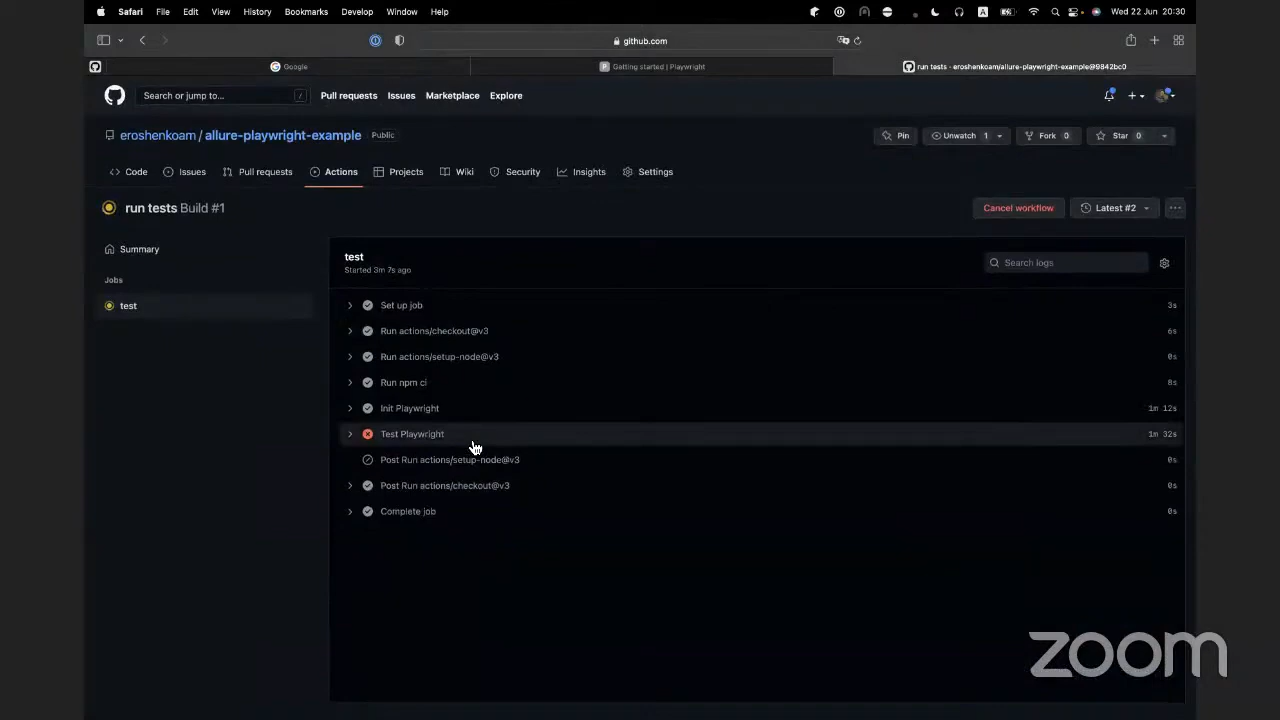 Safari File Edit View History Bookmarks Develop Window Help A Wed 22 Jun 20:30
github.com
Google Getting started | Playwright run tests · eroshenkoam/allure-playwright-example@9842bc0
Search or jump to... / Pull requests Issues Marketplace Explore
eroshenkoam / allure-playwright-example Public Pin Unwatch 1 Fork 0 Star 0
Code Issues Pull requests Actions Projects Wiki Security Insights Settings
run tests Build #1 Cancel workflow Latest #2
Summary
Jobs
test
test
Started 3m 7s ago
Search logs
Set up job 3s
Run actions/checkout@v3 6s
Run actions/setup-node@v3 0s
Run npm ci 8s
Init Playwright 1m 12s
Test Playwright 1m 32s
Post Run actions/setup-node@v3 0s
Post Run actions/checkout@v3 0s
Complete job 0s
zoom